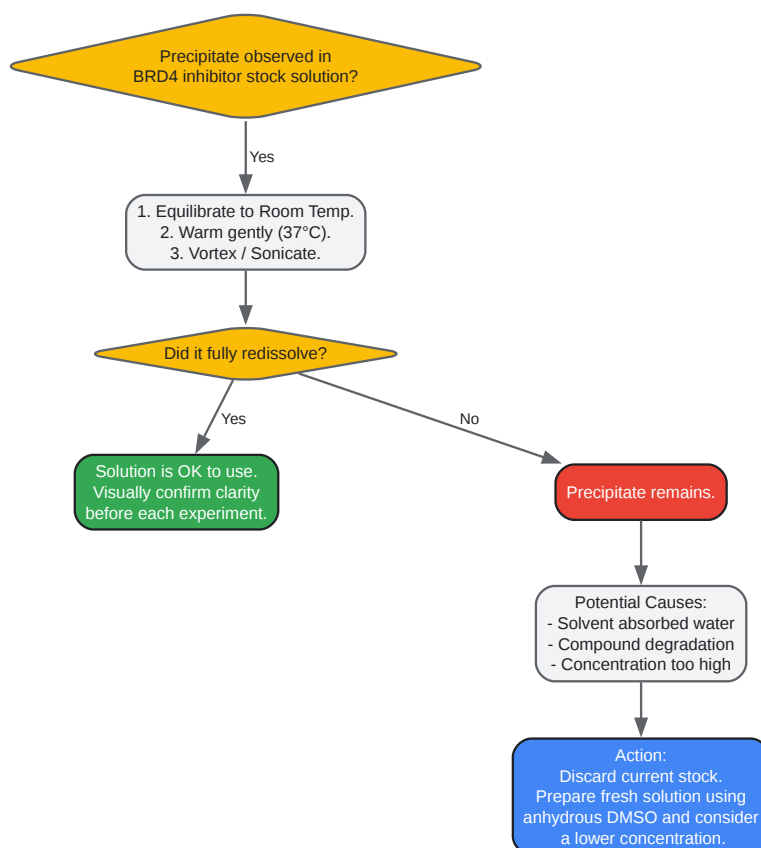 Precipitate observed in
BRD4 inhibitor stock solution?
Yes
1. Equilibrate to Room Temp.
2. Warm gently (37°C).
3. Vortex / Sonicate.
Did it fully redissolve?
Yes
No
Solution is OK to use.
Visually confirm clarity
before each experiment.
Precipitate remains.
Potential Causes:
- Solvent absorbed water
- Compound degradation
- Concentration too high
Action:
Discard current stock.
Prepare fresh solution using
anhydrous DMSO and consider
a lower concentration.